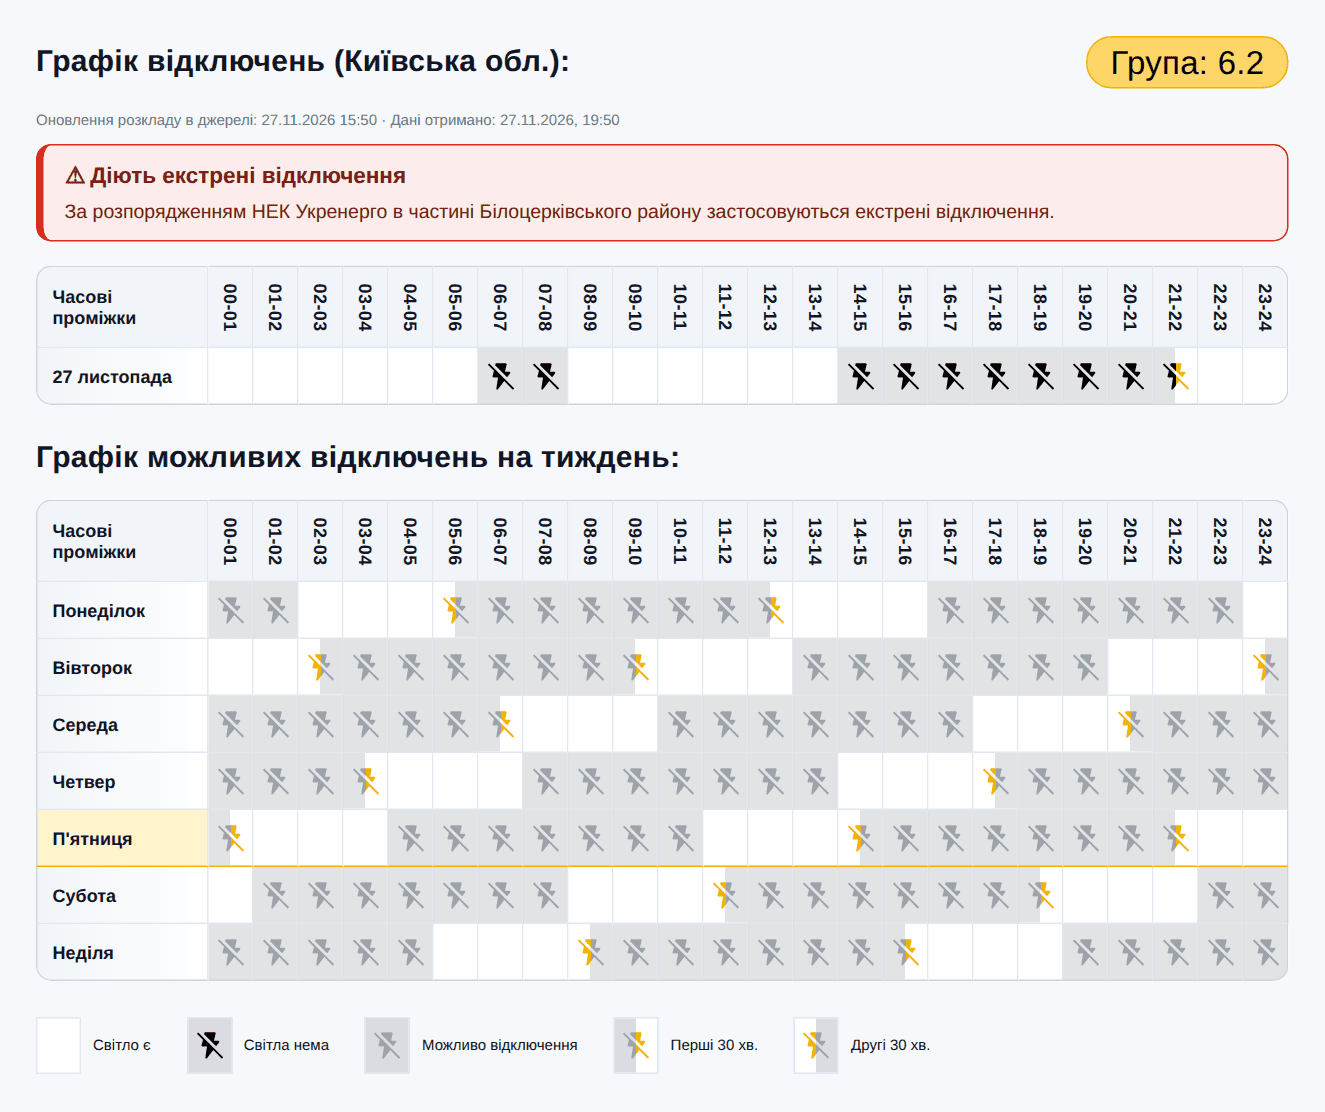 Графік відключень (Київська обл.):
Група: 6.2
Оновлення розкладу в джерелі: 27.11.2026 15:50 · Дані отримано: 27.11.2026, 19:50
⚠ Діють екстрені відключення
За розпорядженням НЕК Укренерго в частині Білоцерківського району застосовуються екстрені відключення.
Часові проміжки 00-01 01-02 02-03 03-04 04-05 05-06 06-07 07-08 08-09 09-10 10-11 11-12 12-13 13-14 14-15 15-16 16-17 17-18 18-19 19-20 20-21 21-22 22-23 23-24
27 листопада
Графік можливих відключень на тиждень:
Часові проміжки 00-01 01-02 02-03 03-04 04-05 05-06 06-07 07-08 08-09 09-10 10-11 11-12 12-13 13-14 14-15 15-16 16-17 17-18 18-19 19-20 20-21 21-22 22-23 23-24
Понеділок
Вівторок
Середа
Четвер
П'ятниця
Субота
Неділя
Світло є Світла нема Можливо відключення Перші 30 хв. Другі 30 хв.